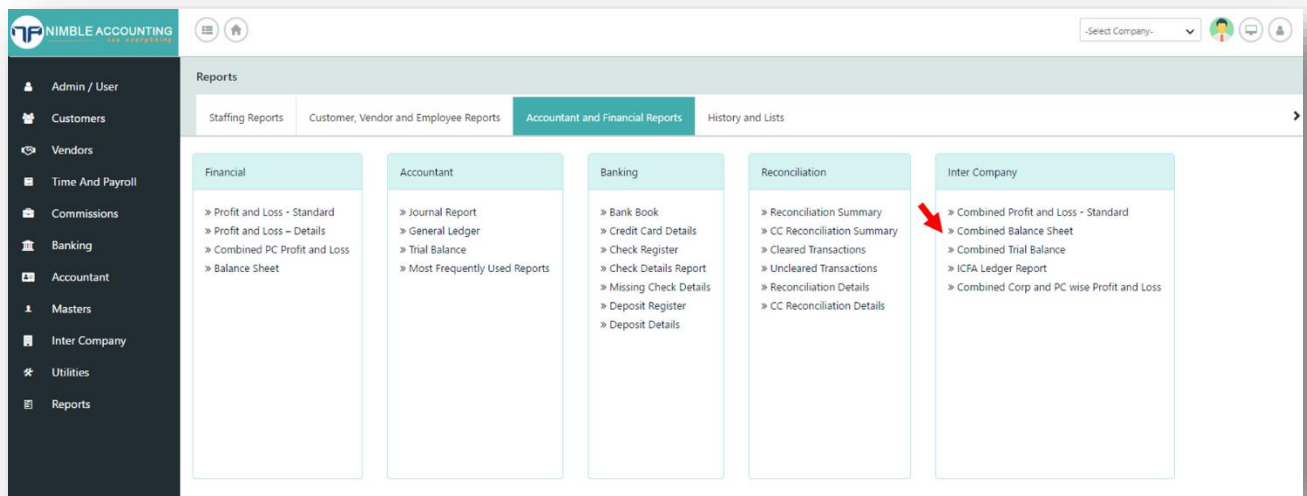 NIMBLE ACCOUNTING
see everything
-Select Company-
Admin / User
Customers
Vendors
Time And Payroll
Commissions
Banking
Accountant
Masters
Inter Company
Utilities
Reports
Reports
Staffing Reports
Customer, Vendor and Employee Reports
Accountant and Financial Reports
History and Lists
Financial
» Profit and Loss - Standard
» Profit and Loss – Details
» Combined PC Profit and Loss
» Balance Sheet
Accountant
» Journal Report
» General Ledger
» Trial Balance
» Most Frequently Used Reports
Banking
» Bank Book
» Credit Card Details
» Check Register
» Check Details Report
» Missing Check Details
» Deposit Register
» Deposit Details
Reconciliation
» Reconciliation Summary
» CC Reconciliation Summary
» Cleared Transactions
» Uncleared Transactions
» Reconciliation Details
» CC Reconciliation Details
Inter Company
» Combined Profit and Loss - Standard
» Combined Balance Sheet
» Combined Trial Balance
» ICFA Ledger Report
» Combined Corp and PC wise Profit and Loss